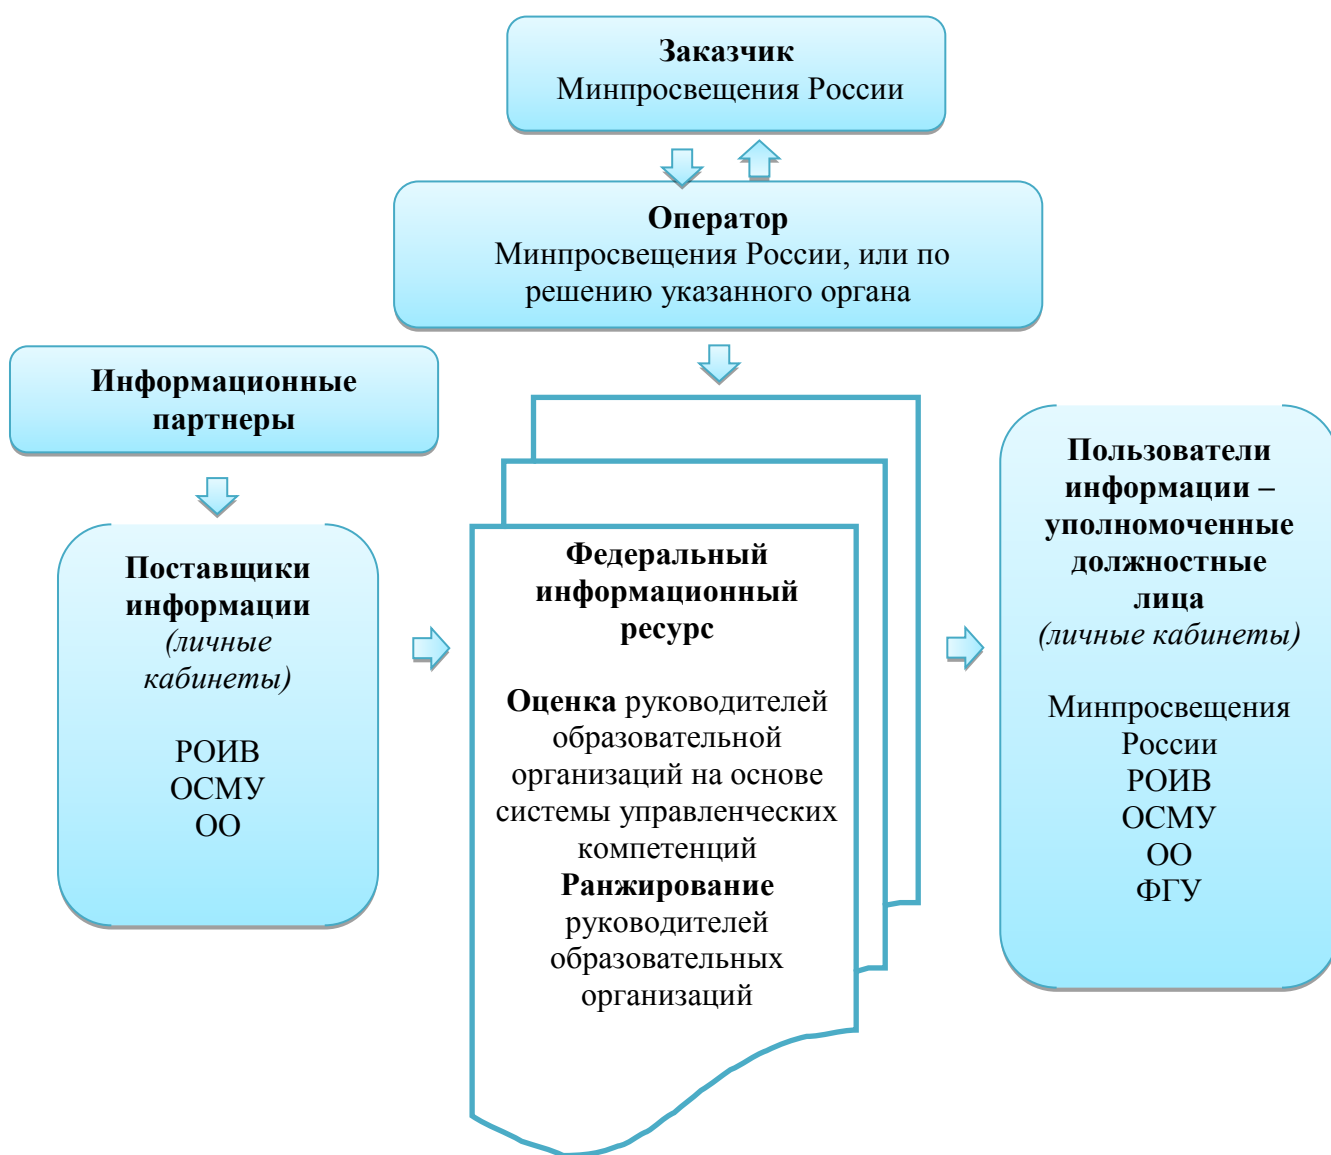 Заказчик
Минпросвещения России
Оператор
Минпросвещения России, или по
решению указанного органа
Информационные
партнеры
Поставщики
информации
(личные
кабинеты)
РОИВ
ОСМУ
ОО
Федеральный
информационный
ресурс
Оценка руководителей
образовательной
организаций на основе
системы управленческих
компетенций
Ранжирование
руководителей
образовательных
организаций
Пользователи
информации –
уполномоченные
должностные
лица
(личные кабинеты)
Минпросвещения
России
РОИВ
ОСМУ
ОО
ФГУ